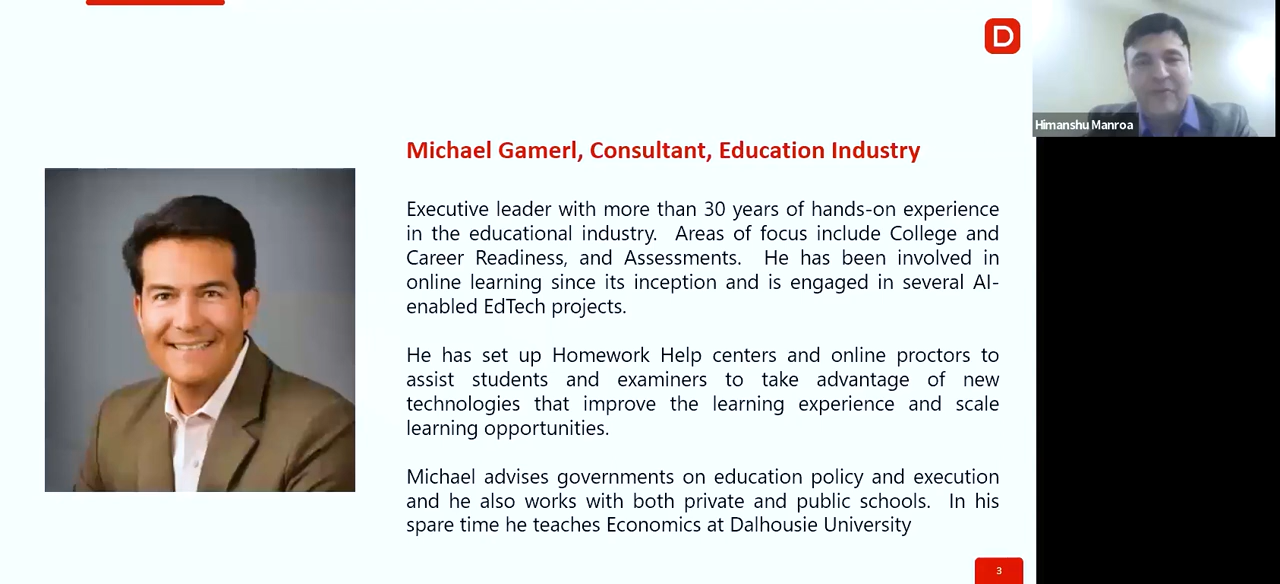 D
Himanshu Manroa
Michael Gamerl, Consultant, Education Industry
Executive leader with more than 30 years of hands-on experience
in the educational industry. Areas of focus include College and
Career Readiness, and Assessments. He has been involved in
online learning since its inception and is engaged in several AI-
enabled EdTech projects.
He has set up Homework Help centers and online proctors to
assist students and examiners to take advantage of new
technologies that improve the learning experience and scale
learning opportunities.
Michael advises governments on education policy and execution
and he also works with both private and public schools. In his
spare time he teaches Economics at Dalhousie University
3